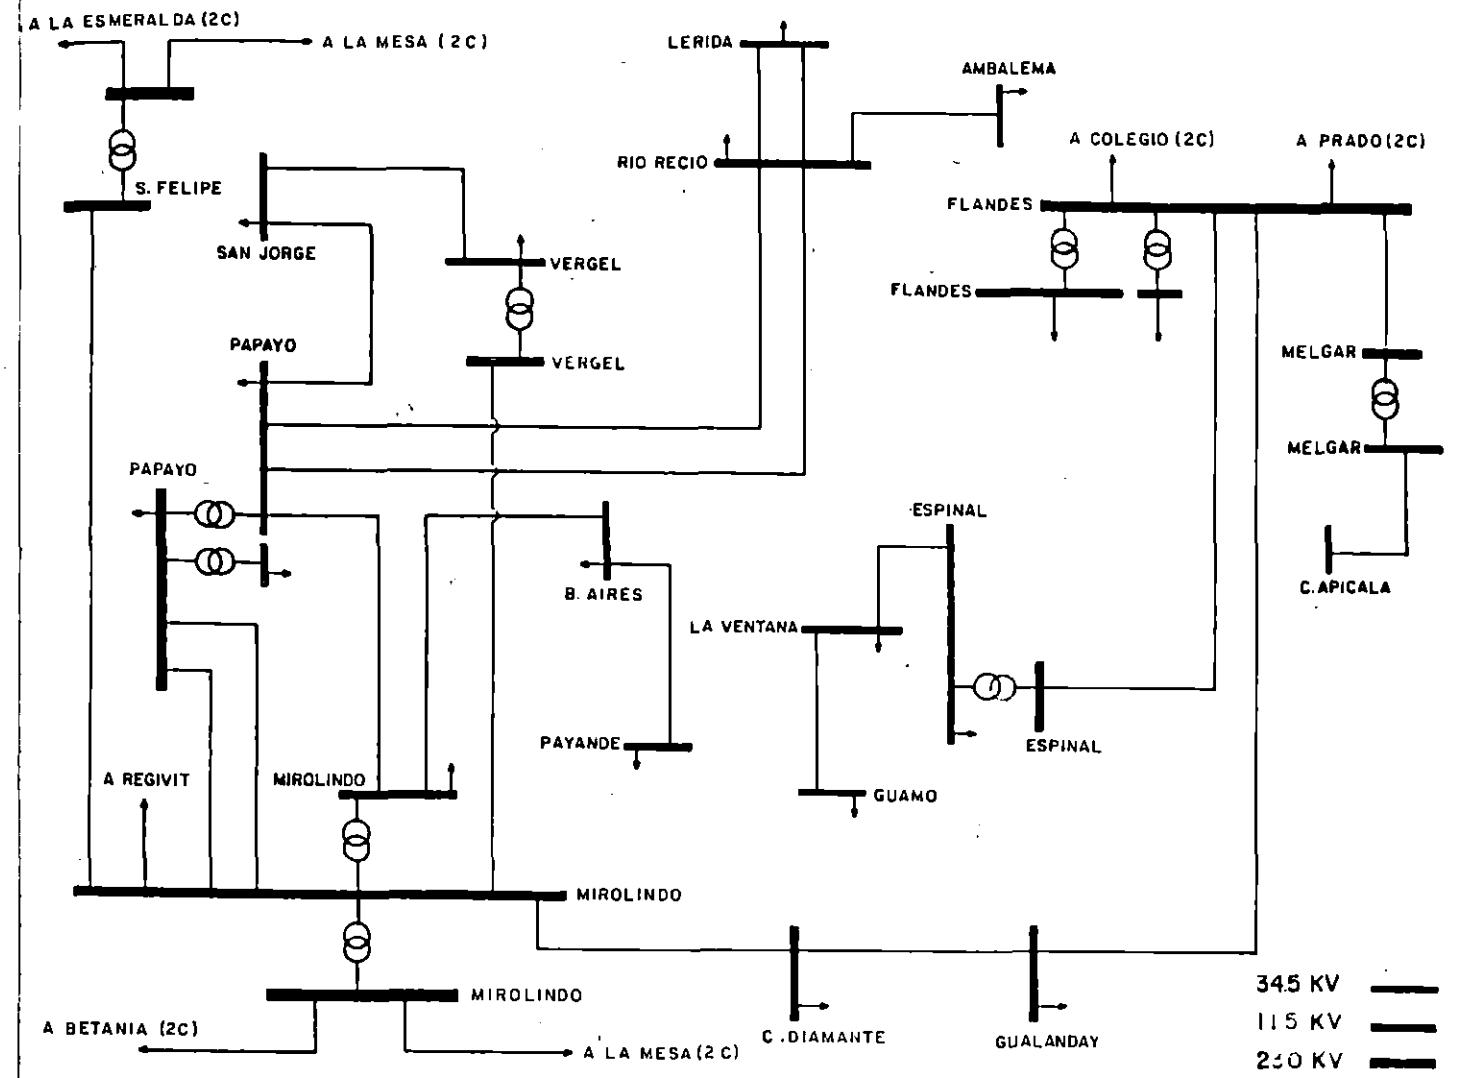 A LA ESMERALDA (2C)
A LA MESA (2C)
LERIDA
AMBALEMA
A COLEGIO (2C)
A PRADO (2C)
RIO RECIO
S. FELIPE
FLANDES
SAN JORGE
VERGEL
FLANDES
PAPAYO
VERGEL
MELGAR
MELGAR
PAPAYO
ESPINAL
B. AIRES
C. APICALA
LA VENTANA
PAYANDE
ESPINAL
A REGIVIT
MIROLINDO
GUAMO
MIROLINDO
MIROLINDO
A BETANIA (2C)
A LA MESA (2C)
C. DIAMANTE
GUALANDAY
34.5 KV
115 KV
230 KV